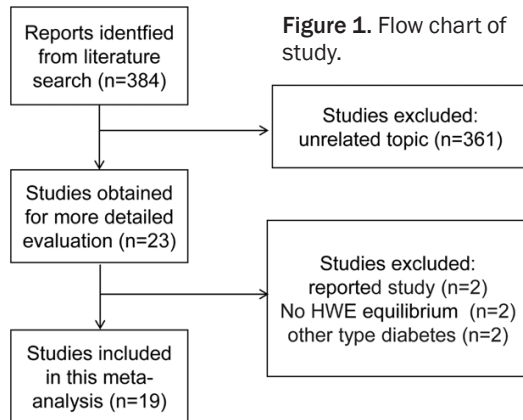 Reports identfied
from literature
search (n=384)
Figure 1. Flow chart of
study.
Studies excluded:
unrelated topic (n=361)
Studies obtained
for more detailed
evaluation (n=23)
Studies excluded:
reported study (n=2)
No HWE equilibrium (n=2)
other type diabetes (n=2)
Studies included
in this meta-
analysis (n=19)